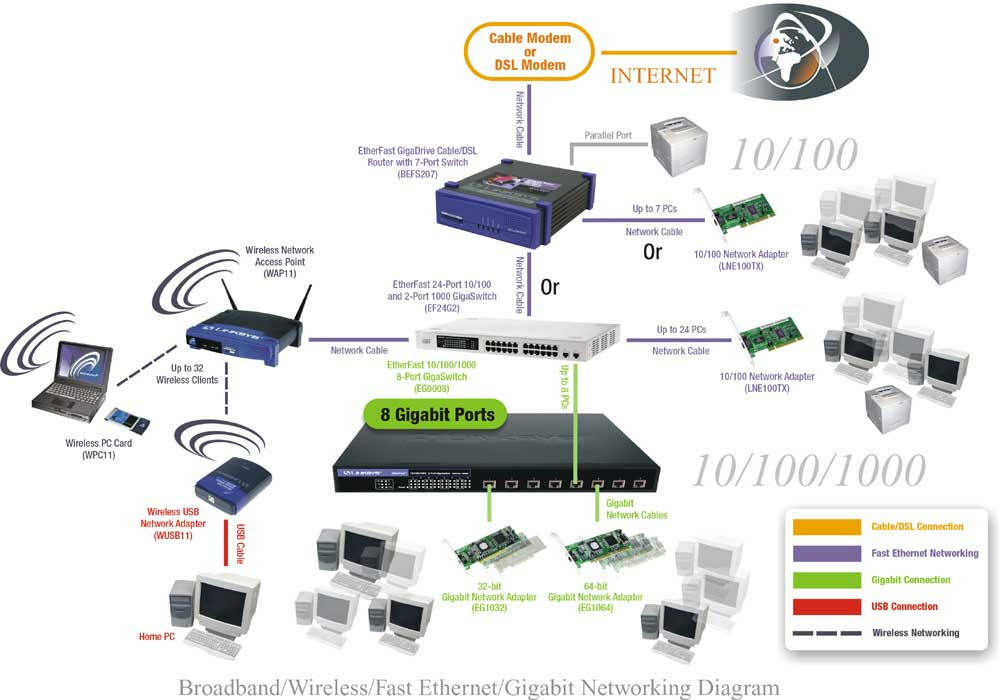 Cable Modem
or
DSL Modem
INTERNET
Network Cable
Parallel Port
10/100
EtherFast GigaDrive Cable/DSL
Router with 7-Port Switch
(BEFS207)
Up to 7 PCs
Network Cable
Or
10/100 Network Adapter
(LNE100TX)
Wireless Network
Access Point
(WAP11)
Network Cable
Or
EtherFast 24-Port 10/100
and 2-Port 1000 GigaSwitch
(EF24G2)
LINKSYS
Network Cable
Up to 24 PCs
Network Cable
10/100 Network Adapter
(LNE100TX)
EtherFast 10/100/1000
8-Port GigaSwitch
(EG0008)
Up to 8 PCs
Up to 32
Wireless Clients
8 Gigabit Ports
Wireless PC Card
(WPC11)
LINKSYS
10/100/1000
Gigabit
Network Cables
Wireless USB
Network Adapter
(WUSB11)
USB Cable
Home PC
32-bit
Gigabit Network Adapter
(EG1032)
64-bit
Gigabit Network Adapter
(EG1064)
Cable/DSL Connection
Fast Ethernet Networking
Gigabit Connection
USB Connection
Wireless Networking
Broadband/Wireless/Fast Ethernet/Gigabit Networking Diagram